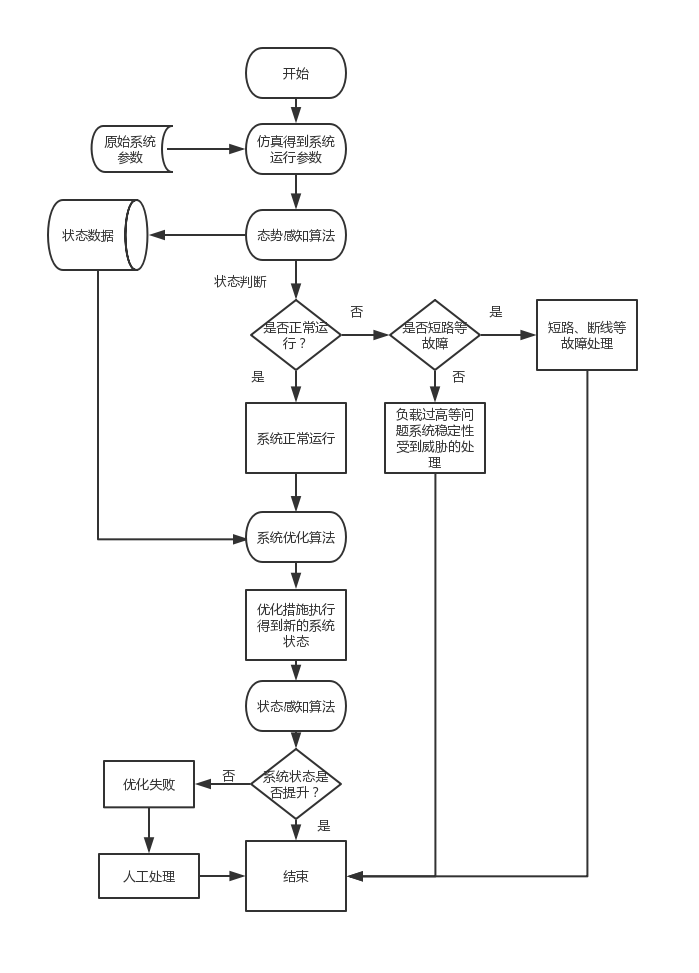 开始
原始系统
参数
仿真得到系统
运行参数
状态数据
态势感知算法
状态判断
是否正常运
行？
否
是否短路等
故障
是
短路、断线等
故障处理
是
否
系统正常运行
负载过高等问
题系统稳定性
受到威胁的处
理
系统优化算法
优化措施执行
得到新的系统
状态
状态感知算法
系统状态是
否提升？
否
优化失败
是
人工处理
结束